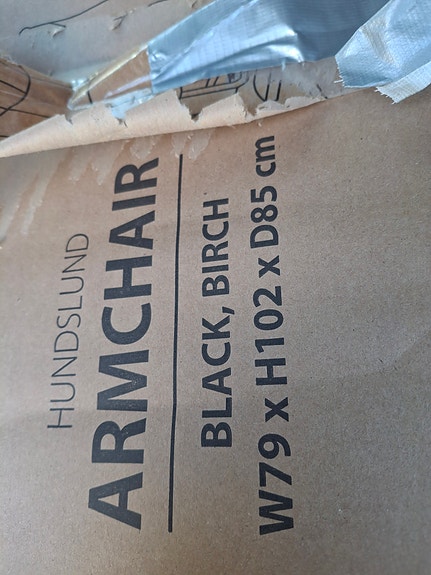 HUNDSLUND
ARMCHAIR
BLACK, BIRCH
W79 x H102 x D85 cm